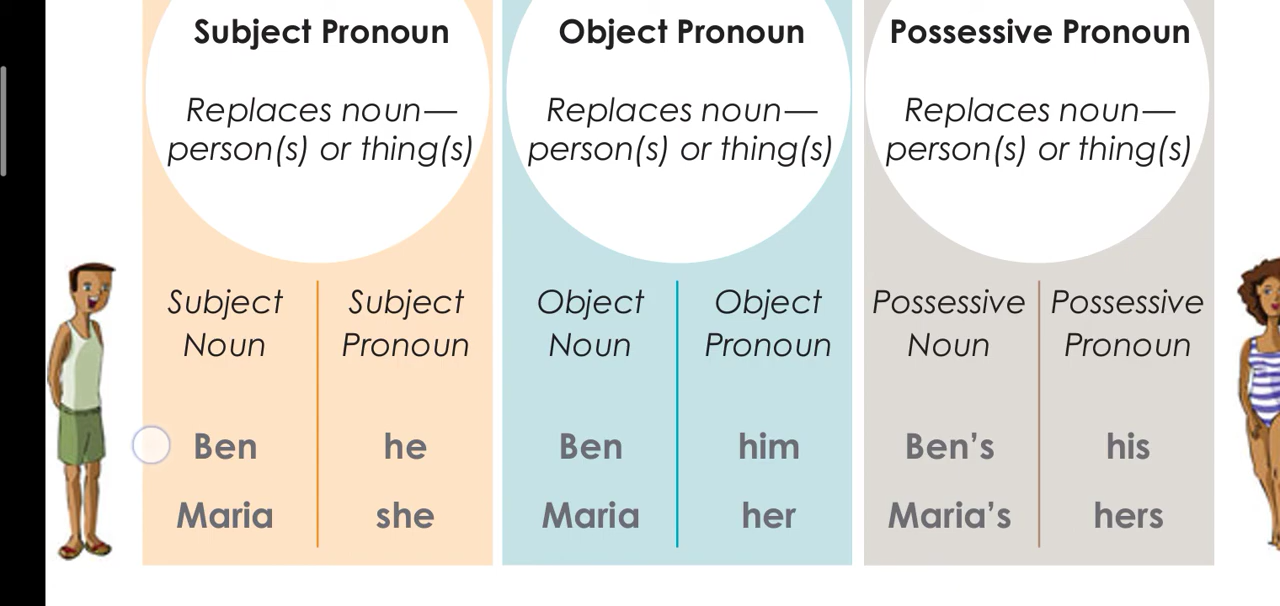 Subject Pronoun
Replaces noun—
person(s) or thing(s)
Subject Noun
Subject Pronoun
Ben
he
Maria
she
Object Pronoun
Replaces noun—
person(s) or thing(s)
Object Noun
Object Pronoun
Ben
him
Maria
her
Possessive Pronoun
Replaces noun—
person(s) or thing(s)
Possessive Noun
Possessive Pronoun
Ben’s
his
Maria’s
hers